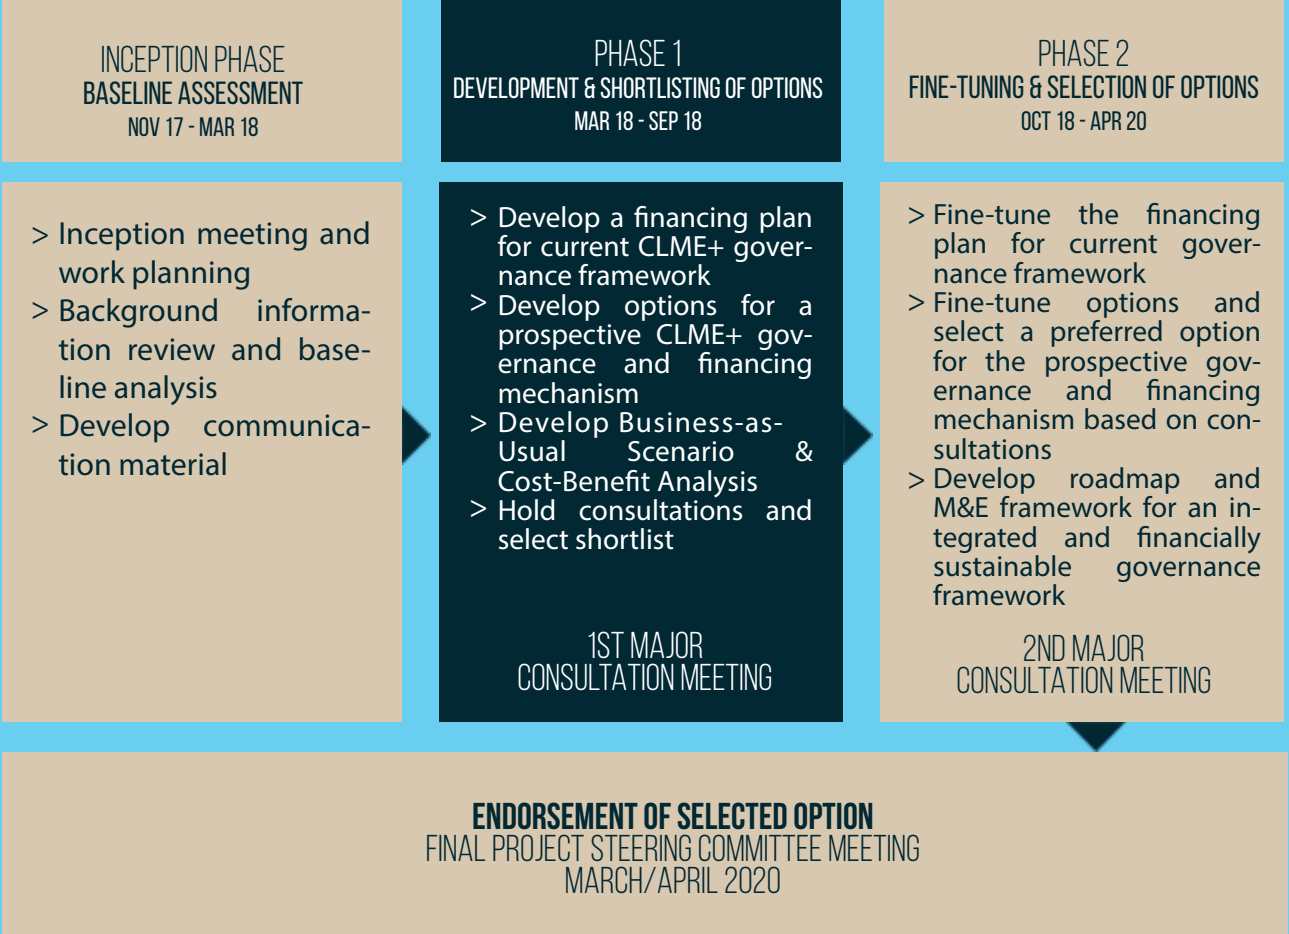 INCEPTION PHASE
BASELINE ASSESSMENT
NOV 17 - MAR 18
> Inception meeting and
work planning
> Background informa-
tion review and base-
line analysis
> Develop communica-
tion material
PHASE 1
DEVELOPMENT & SHORTLISTING OF OPTIONS
MAR 18 - SEP 18
> Develop a financing plan
for current CLME+ gover-
nance framework
> Develop options for a
prospective CLME+ gov-
ernance and financing
mechanism
> Develop Business-as-
Usual Scenario &
Cost-Benefit Analysis
> Hold consultations and
select shortlist
1ST MAJOR
CONSULTATION MEETING
PHASE 2
FINE-TUNING & SELECTION OF OPTIONS
OCT 18 - APR 20
> Fine-tune the financing
plan for current gover-
nance framework
> Fine-tune options and
select a preferred option
for the prospective gov-
ernance and financing
mechanism based on con-
sultations
> Develop roadmap and
M&E framework for an in-
tegrated and financially
sustainable governance
framework
2ND MAJOR
CONSULTATION MEETING
ENDORSEMENT OF SELECTED OPTION
FINAL PROJECT STEERING COMMITTEE MEETING
MARCH/APRIL 2020